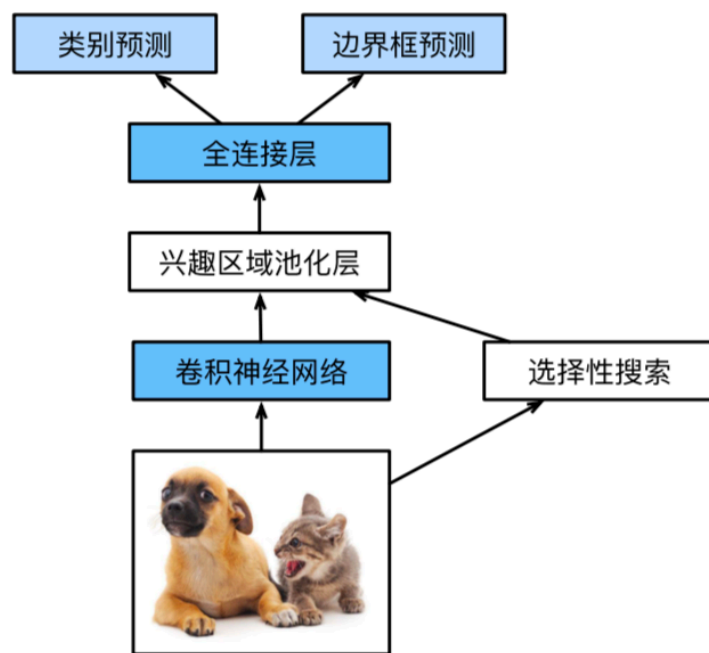 类别预测
边界框预测
全连接层
兴趣区域池化层
卷积神经网络
选择性搜索